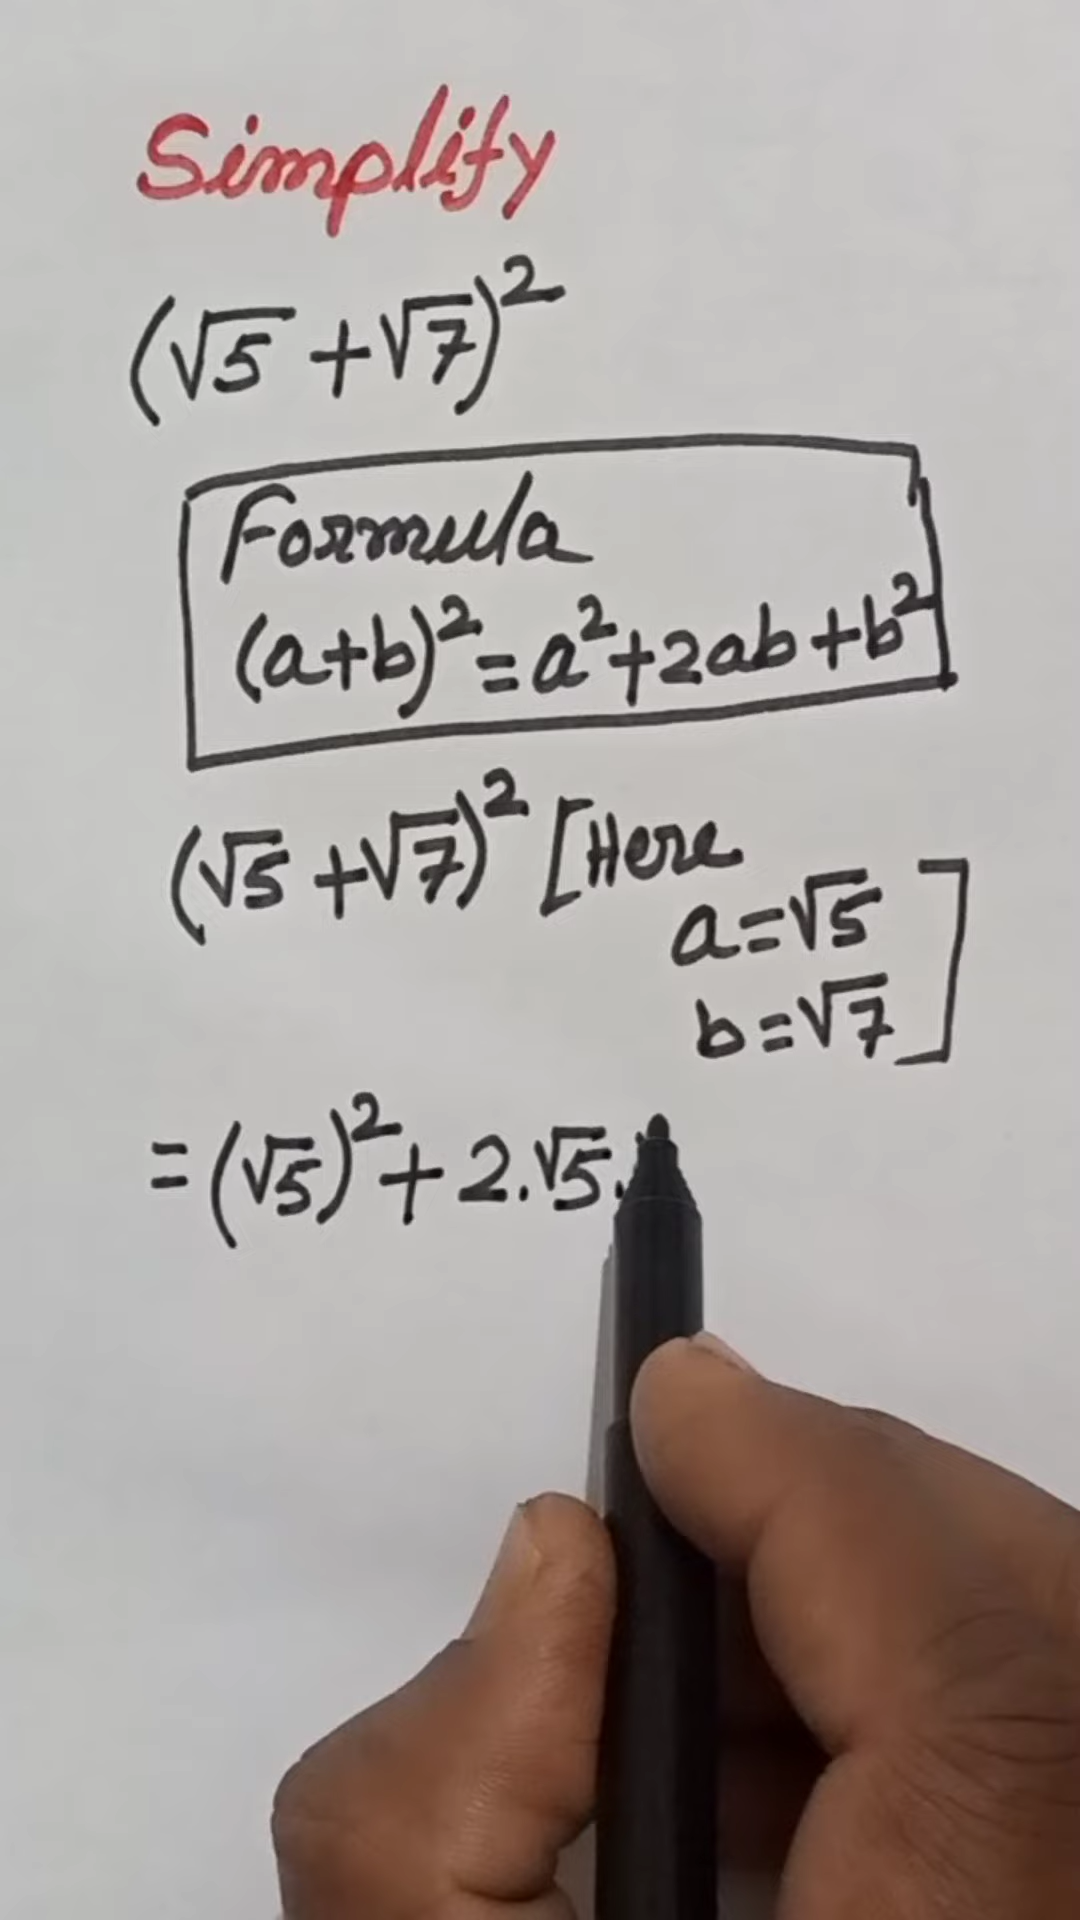 Simplify
(√5 + √7)²
Formula
(a+b)² = a² + 2ab + b²
(√5 + √7)² [Here
a = √5
b = √7 ]
= (√5)² + 2.√5.